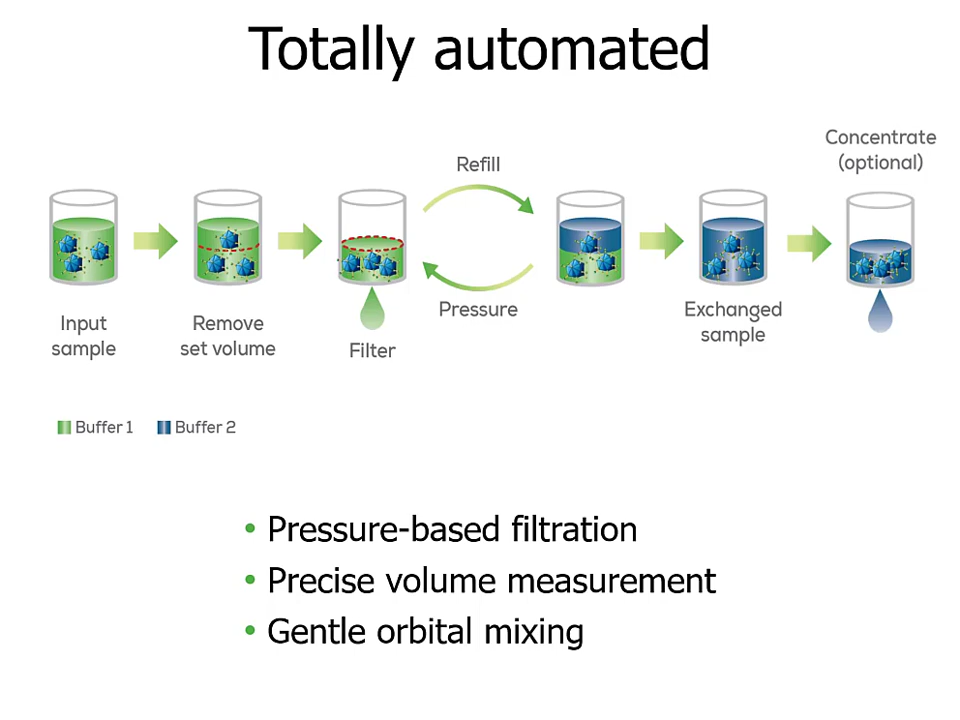 Totally automated
Concentrate
(optional)
Refill
Input
sample
Remove
set volume
Filter
Pressure
Exchanged
sample
Buffer 1
Buffer 2
• Pressure-based filtration
• Precise volume measurement
• Gentle orbital mixing